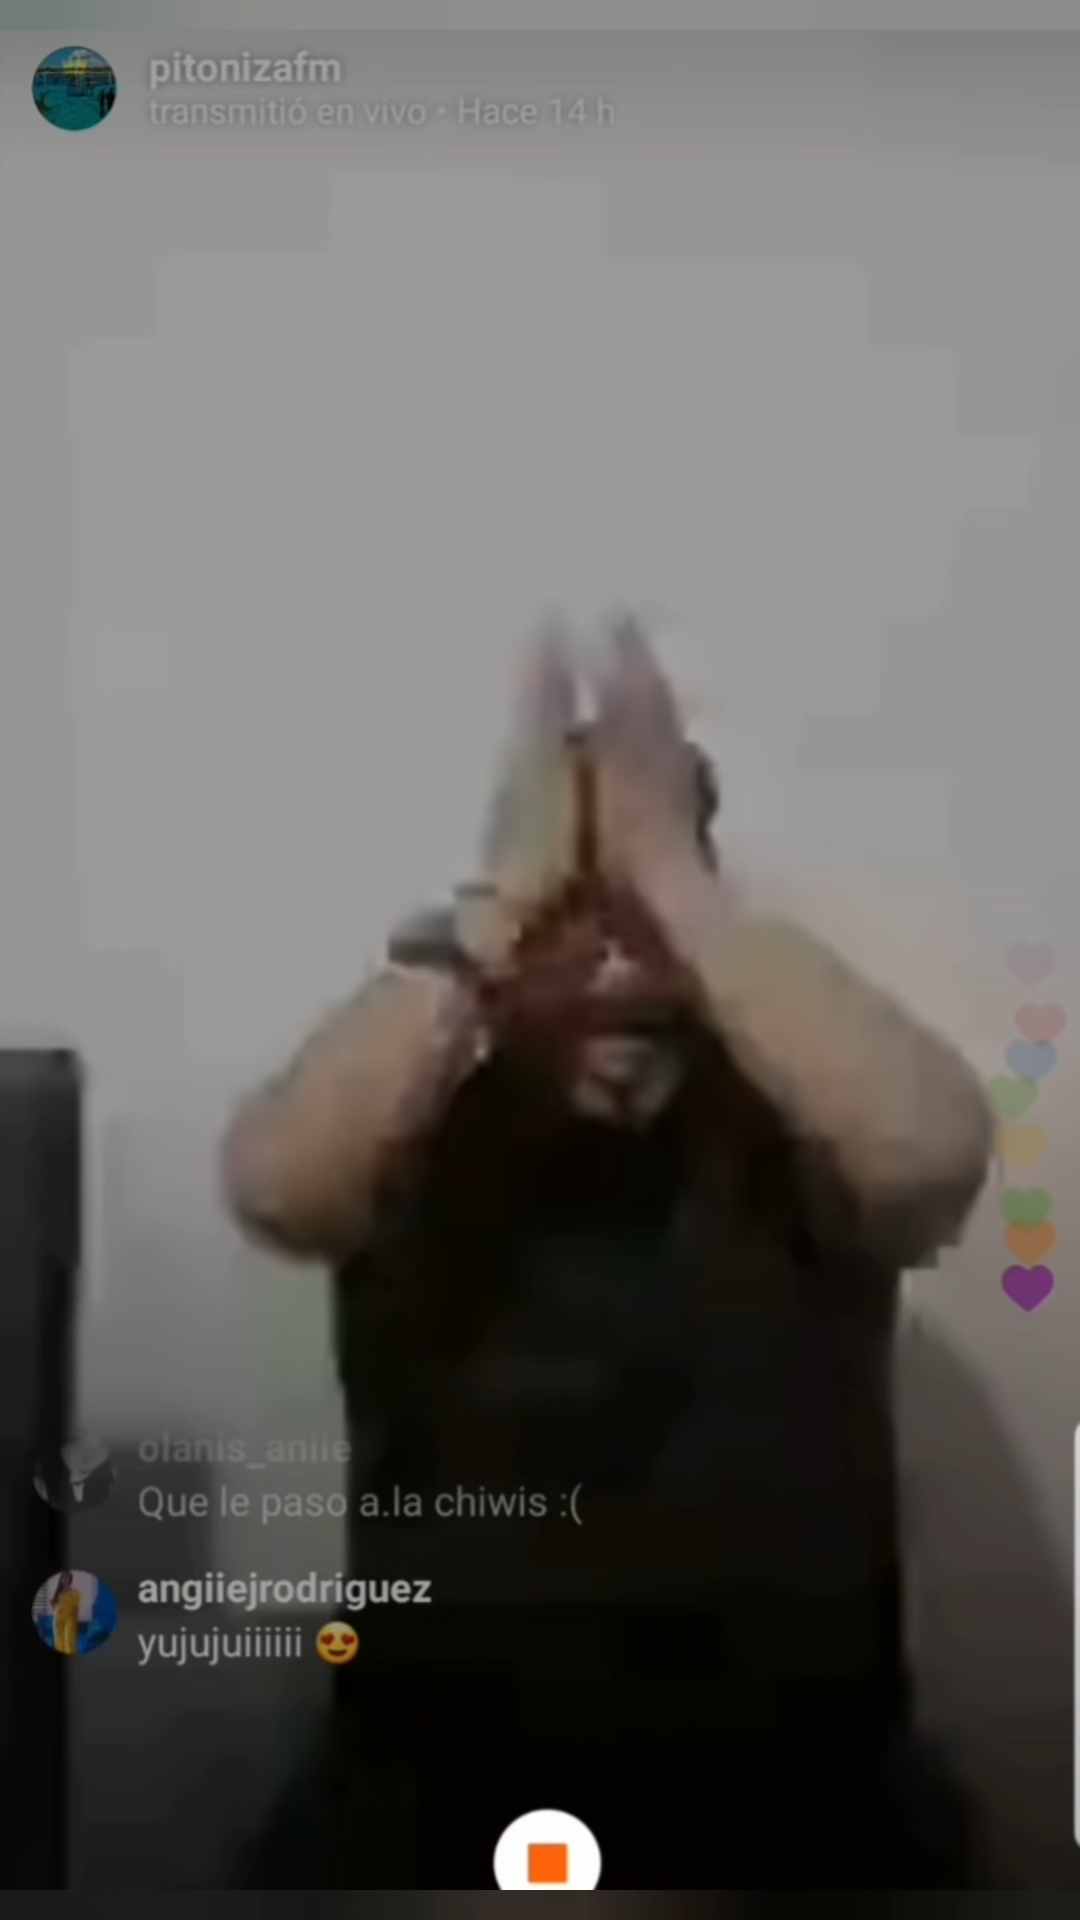 pitonizafm
transmitió en vivo • Hace 14 h
olanis_aniie
Que le paso a.la chiwis :(
angiiejrodriguez
yujujuiiiiii 😍